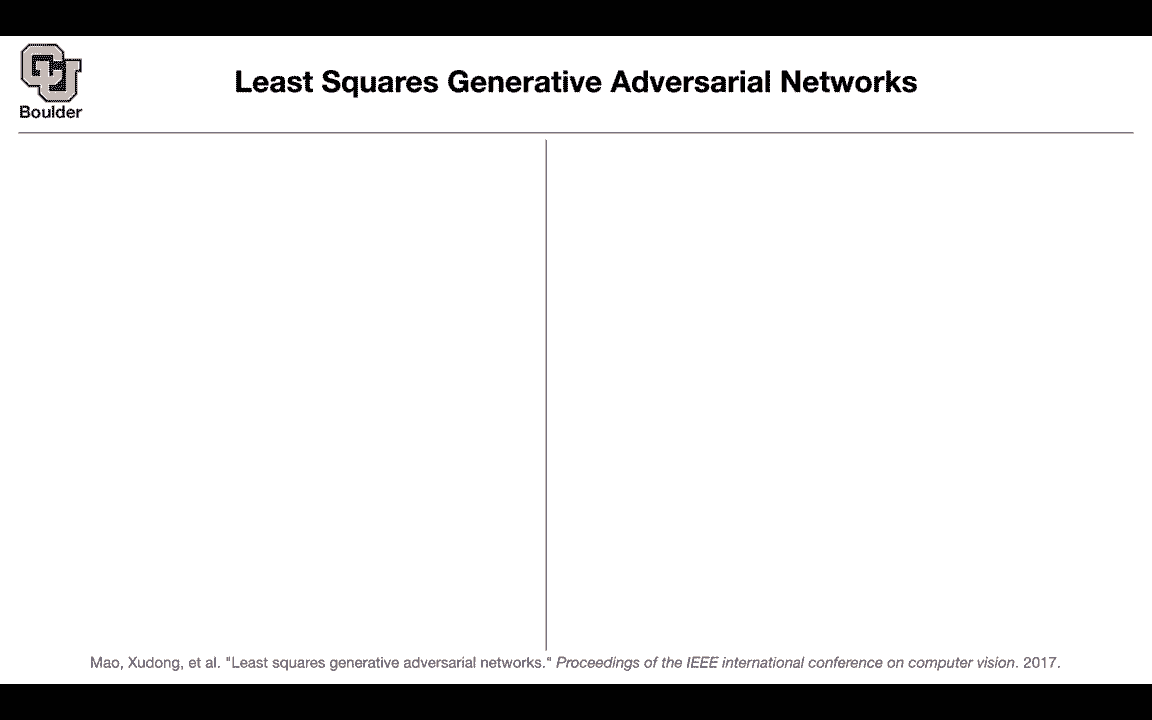 CU
Boulder
Least Squares Generative Adversarial Networks
Mao, Xudong, et al. "Least squares generative adversarial networks." Proceedings of the IEEE international conference on computer vision. 2017.